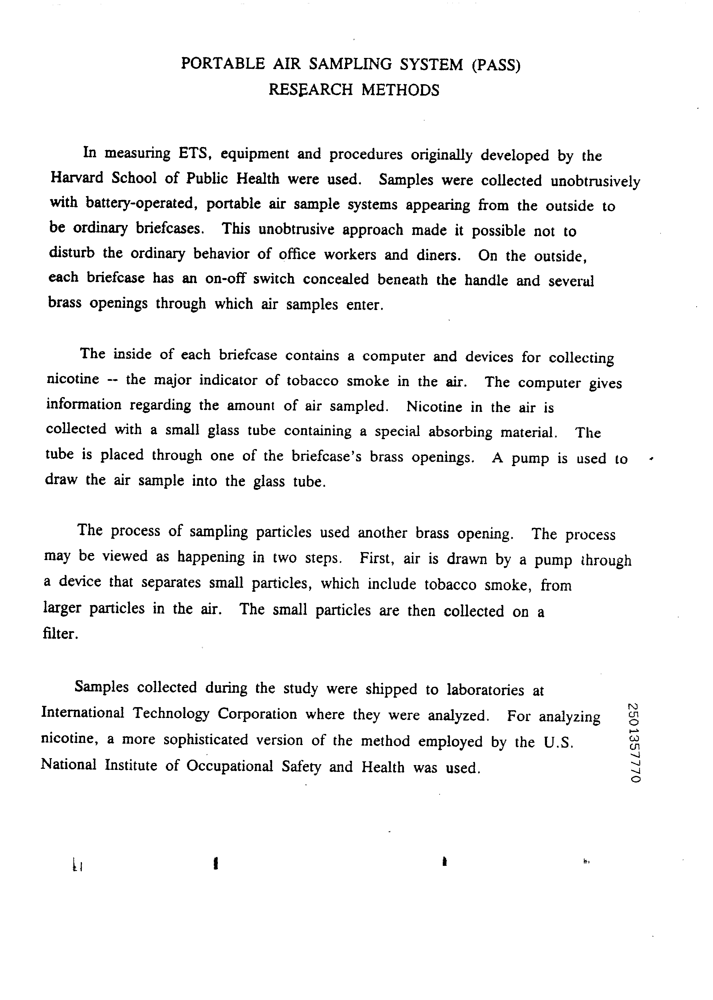 PORTABLE AIR SAMPLING SYSTEM (PASS)
RESEARCH METHODS
In measuring ETS, equipment and procedures originally developed by the
Harvard School of Public Health were used. Samples were collected unobtrusively
with battery-operated, portable air sample systems appearing from the outside to
be ordinary briefcases. This unobtrusive approach made it possible not to
disturb the ordinary behavior of office workers and diners. On the outside,
each briefcase has an on-off switch concealed beneath the handle and several
brass openings through which air samples enter.
The inside of each briefcase contains a computer and devices for collecting
nicotine -- the major indicator of tobacco smoke in the air. The computer gives
information regarding the amount of air sampled. Nicotine in the air is
collected with a small glass tube containing a special absorbing material. The
tube is placed through one of the briefcase's brass openings. A pump is used to
draw the air sample into the glass tube.
The process of sampling particles used another brass opening. The process
may be viewed as happening in two steps. First, air is drawn by a pump through
a device that separates small particles, which include tobacco smoke, from
larger particles in the air. The small particles are then collected on a
filter.
Samples collected during the study were shipped to laboratories at
International Technology Corporation where they were analyzed. For analyzing
nicotine, a more sophisticated version of the method employed by the U.S.
National Institute of Occupational Safety and Health was used.
2501357770